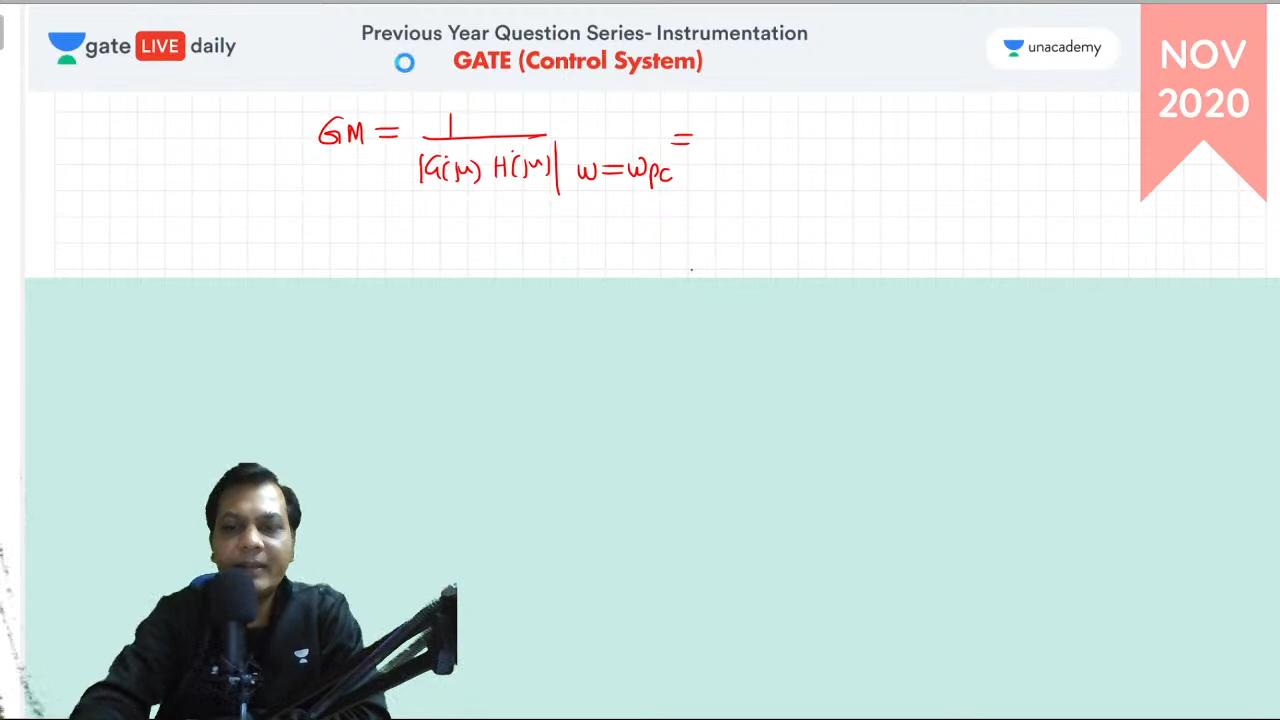 gate LIVE daily
Previous Year Question Series- Instrumentation
GATE (Control System)
unacademy
NOV
2020
GM = 1 / |G(jω) H(jω)| ω=ωpc =